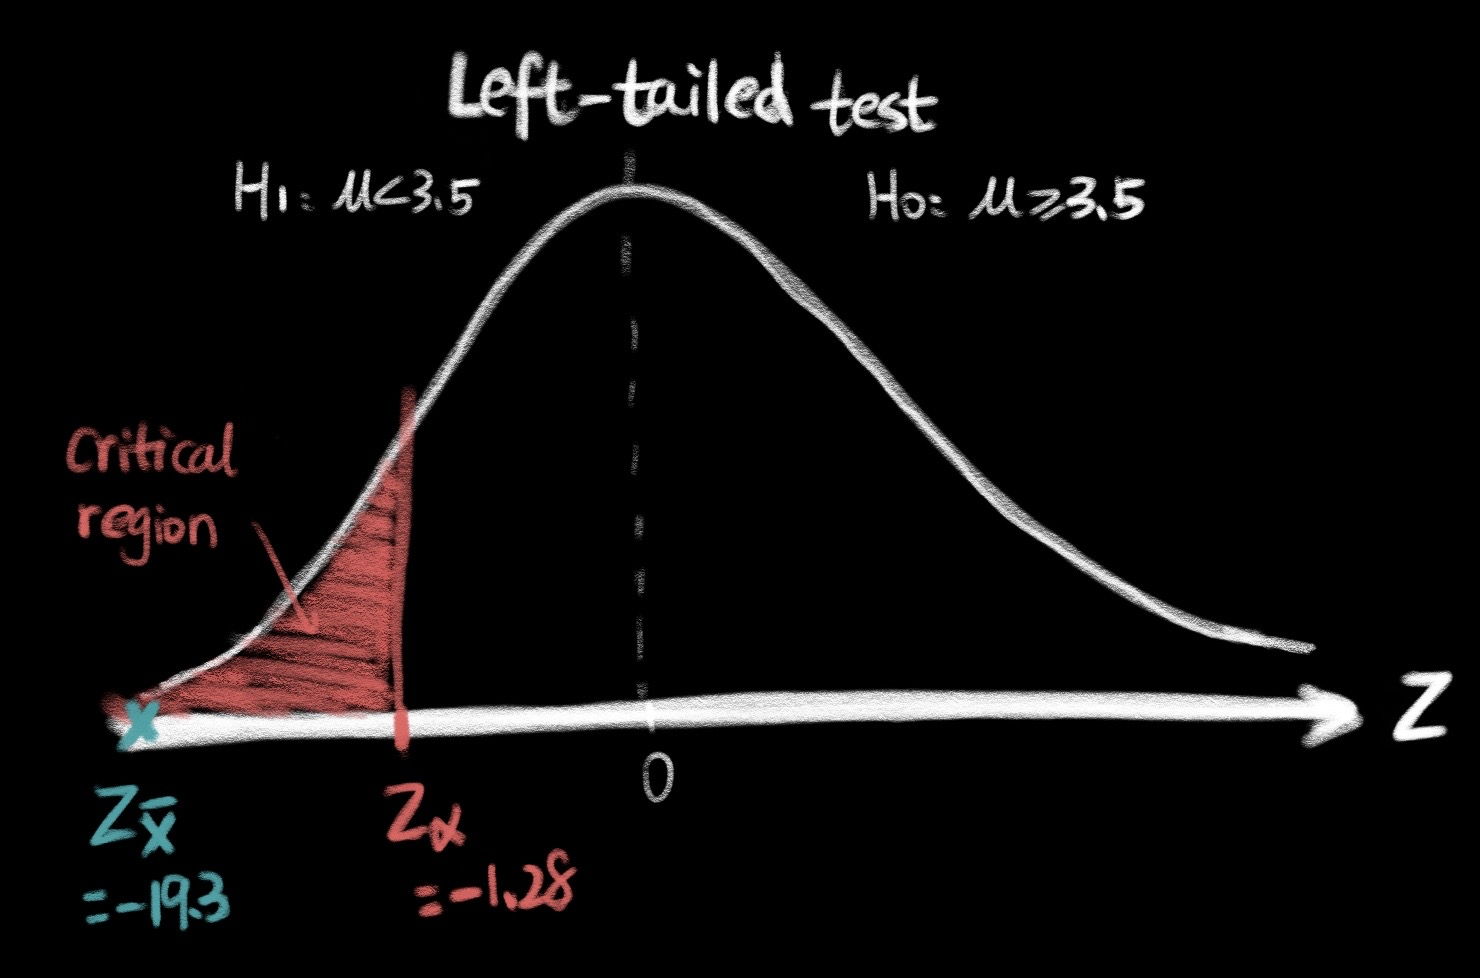 Left-tailed test
H₁: μ<3.5
H₀: μ≥3.5
Critical
region
Z
0
Zx̄
=-19.3
Zα
=-1.28